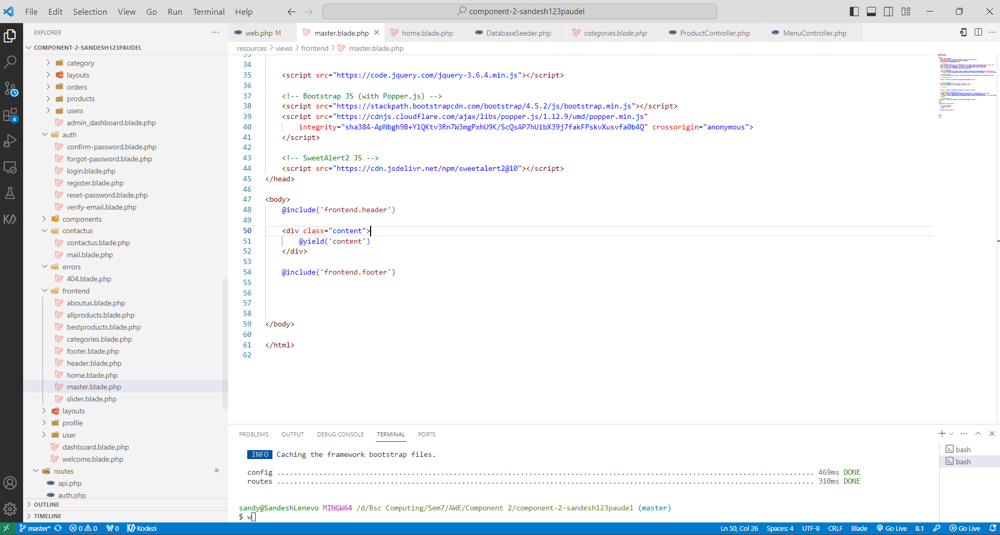 File Edit Selection View Go Run Terminal Help
component-2-sandesh123paudel
EXPLORER
COMPONENT-2-SANDESH123PAUDEL
category
layouts
orders
products
users
admin_dashboard.blade.php
auth
confirm-password.blade.php
forgot-password.blade.php
login.blade.php
register.blade.php
reset-password.blade.php
verify-email.blade.php
components
contactus
contactus.blade.php
mail.blade.php
errors
404.blade.php
frontend
aboutus.blade.php
allproducts.blade.php
bestproducts.blade.php
categories.blade.php
footer.blade.php
header.blade.php
home.blade.php
master.blade.php
slider.blade.php
layouts
profile
user
dashboard.blade.php
welcome.blade.php
routes
api.php
auth.php
OUTLINE
TIMELINE
4
web.php M master.blade.php home.blade.php DatabaseSeeder.php categories.blade.php ProductController.php MenuController.php
resources > views > frontend > master.blade.php
33
34
35 <script src="https://code.jquery.com/jquery-3.6.4.min.js"></script>
36
37 <!-- Bootstrap JS (with Popper.js) -->
38 <script src="https://stackpath.bootstrapcdn.com/bootstrap/4.5.2/js/bootstrap.min.js"></script>
39 <script src="https://cdnjs.cloudflare.com/ajax/libs/popper.js/1.12.9/umd/popper.min.js"
40 integrity="sha384-ApNbgh9B+Y1QKtv3Rn7W3mgPxhU9K/ScQsAP7hUibX39j7fakFPskvXusvfa0b4Q" crossorigin="anonymous">
41 </script>
42
43 <!-- SweetAlert2 JS -->
44 <script src="https://cdn.jsdelivr.net/npm/sweetalert2@10"></script>
45 </head>
46
47 <body>
48 @include('frontend.header')
49
50 <div class="content">
51 @yield('content')
52 </div>
53
54 @include('frontend.footer')
55
56
57
58
59 </body>
60
61 </html>
62
PROBLEMS OUTPUT DEBUG CONSOLE TERMINAL PORTS
INFO Caching the framework bootstrap files.
config ........................................................................ 469ms DONE
routes ........................................................................ 310ms DONE
sandy@SandeshLenevo MINGW64 /d/Bsc Computing/Sem7/AWE/Component 2/component-2-sandesh123paudel (master)
$ w
bash
bash
master* 0 0 0 Kodezi Ln 50, Col 26 Spaces: 4 UTF-8 CRLF Blade Go Live 8.1 Go Live